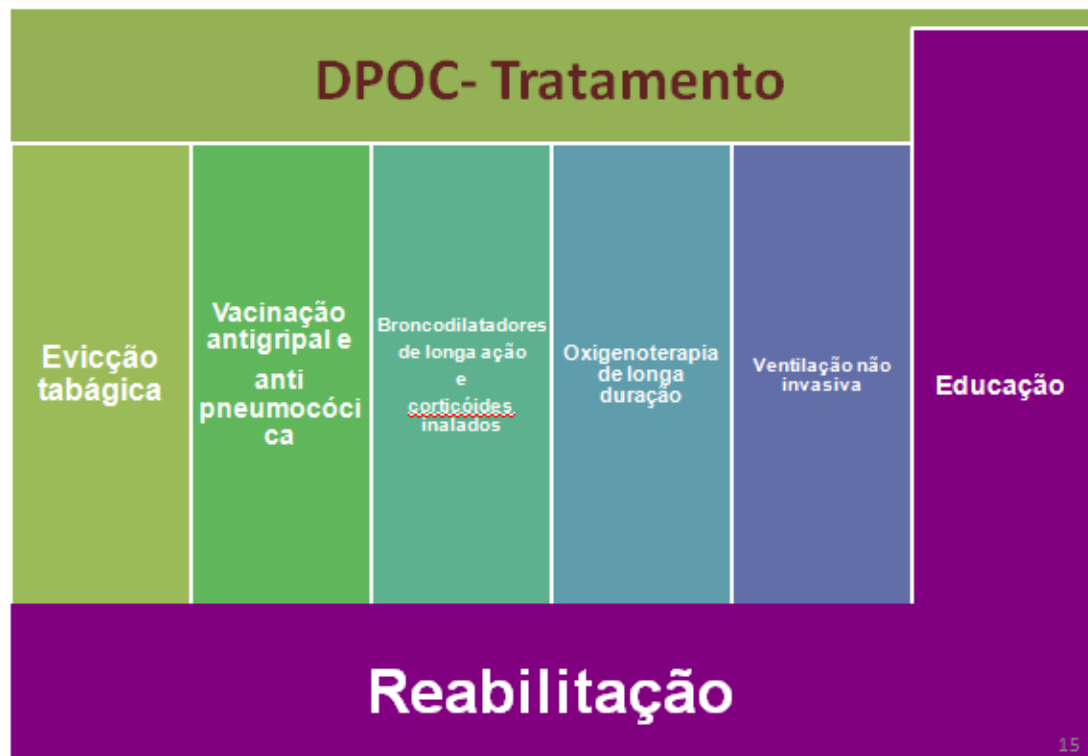 DPOC- Tratamento
Evicção
tabágica
Vacinação
antigripal e
anti
pneumocóci
ca
Broncodilatadores
de longa ação
e
corticóides
inalados
Oxigenoterapia
de longa
duração
Ventilação não
invasiva
Educação
Reabilitação
15